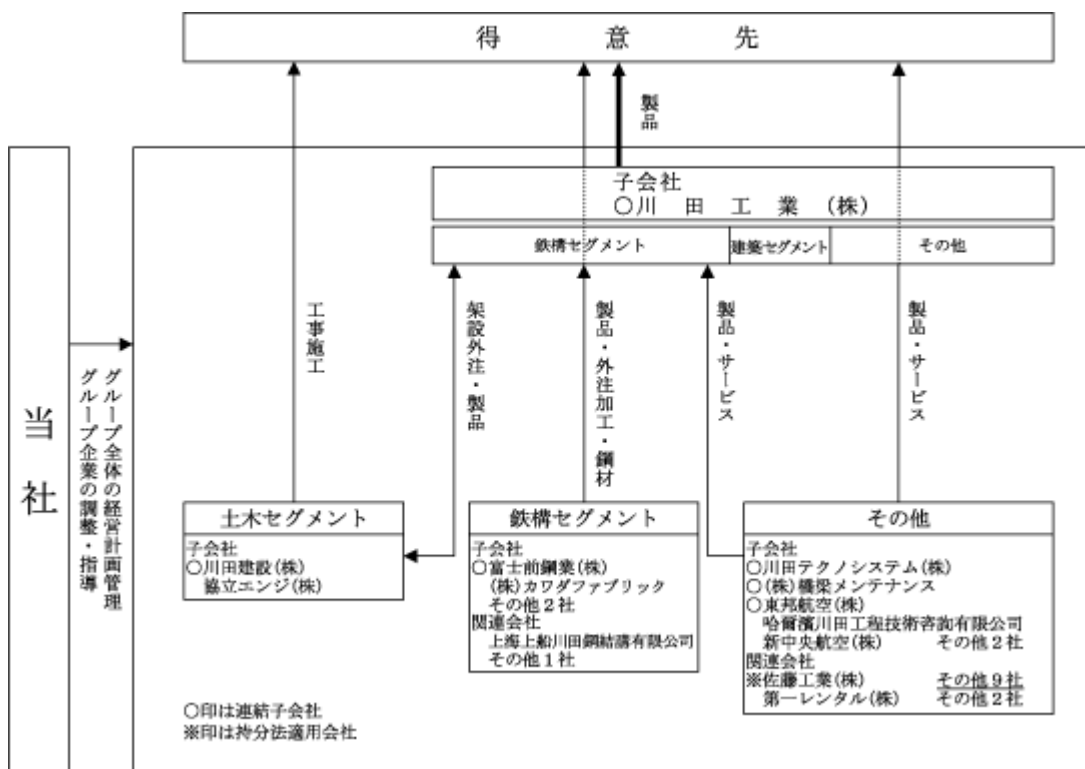 得意先
製品
子会社
○川田工業(株)
鉄構セグメント
建築セグメント
その他
工事施工
架設外注・製品
製品・外注加工・鋼材
製品・サービス
製品・サービス
当社
グループ全体の経営計画管理
グループ企業の調整・指導
土木セグメント
子会社
○川田建設(株)
協立エンジ(株)
鉄構セグメント
子会社
○富士前鋼業(株)
(株)カワダファブリック
その他2社
関連会社
上海上船川田鋼結講有限公司
その他1社
その他
子会社
○川田テクノシステム(株)
○(株)橋梁メンテナンス
○東邦航空(株)
哈爾濱川田工程技術咨詢有限公司
新中央航空(株) その他2社
関連会社
※佐藤工業(株) その他9社
第一レンタル(株) その他2社
○印は連結子会社
※印は持分法適用会社